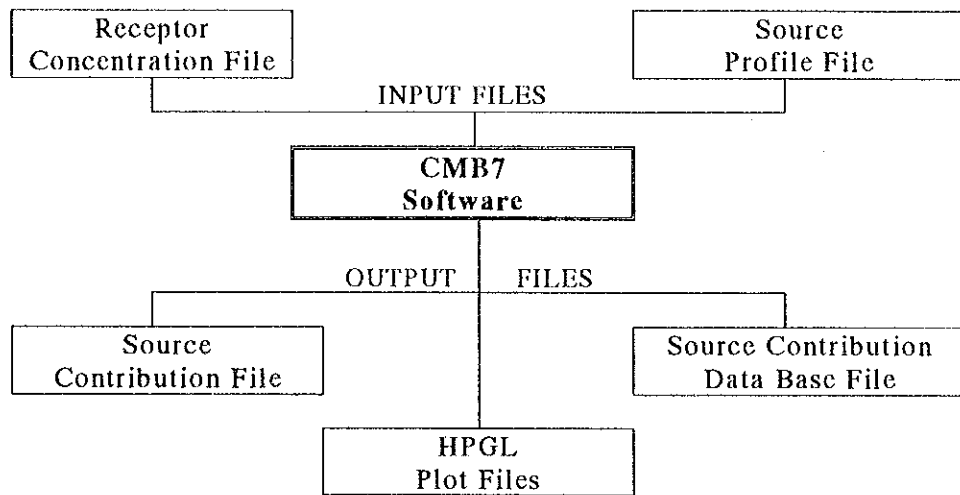 Receptor
Concentration File
Source
Profile File
INPUT FILES
CMB7
Software
OUTPUT FILES
Source
Contribution File
Source Contribution
Data Base File
HPGL
Plot Files